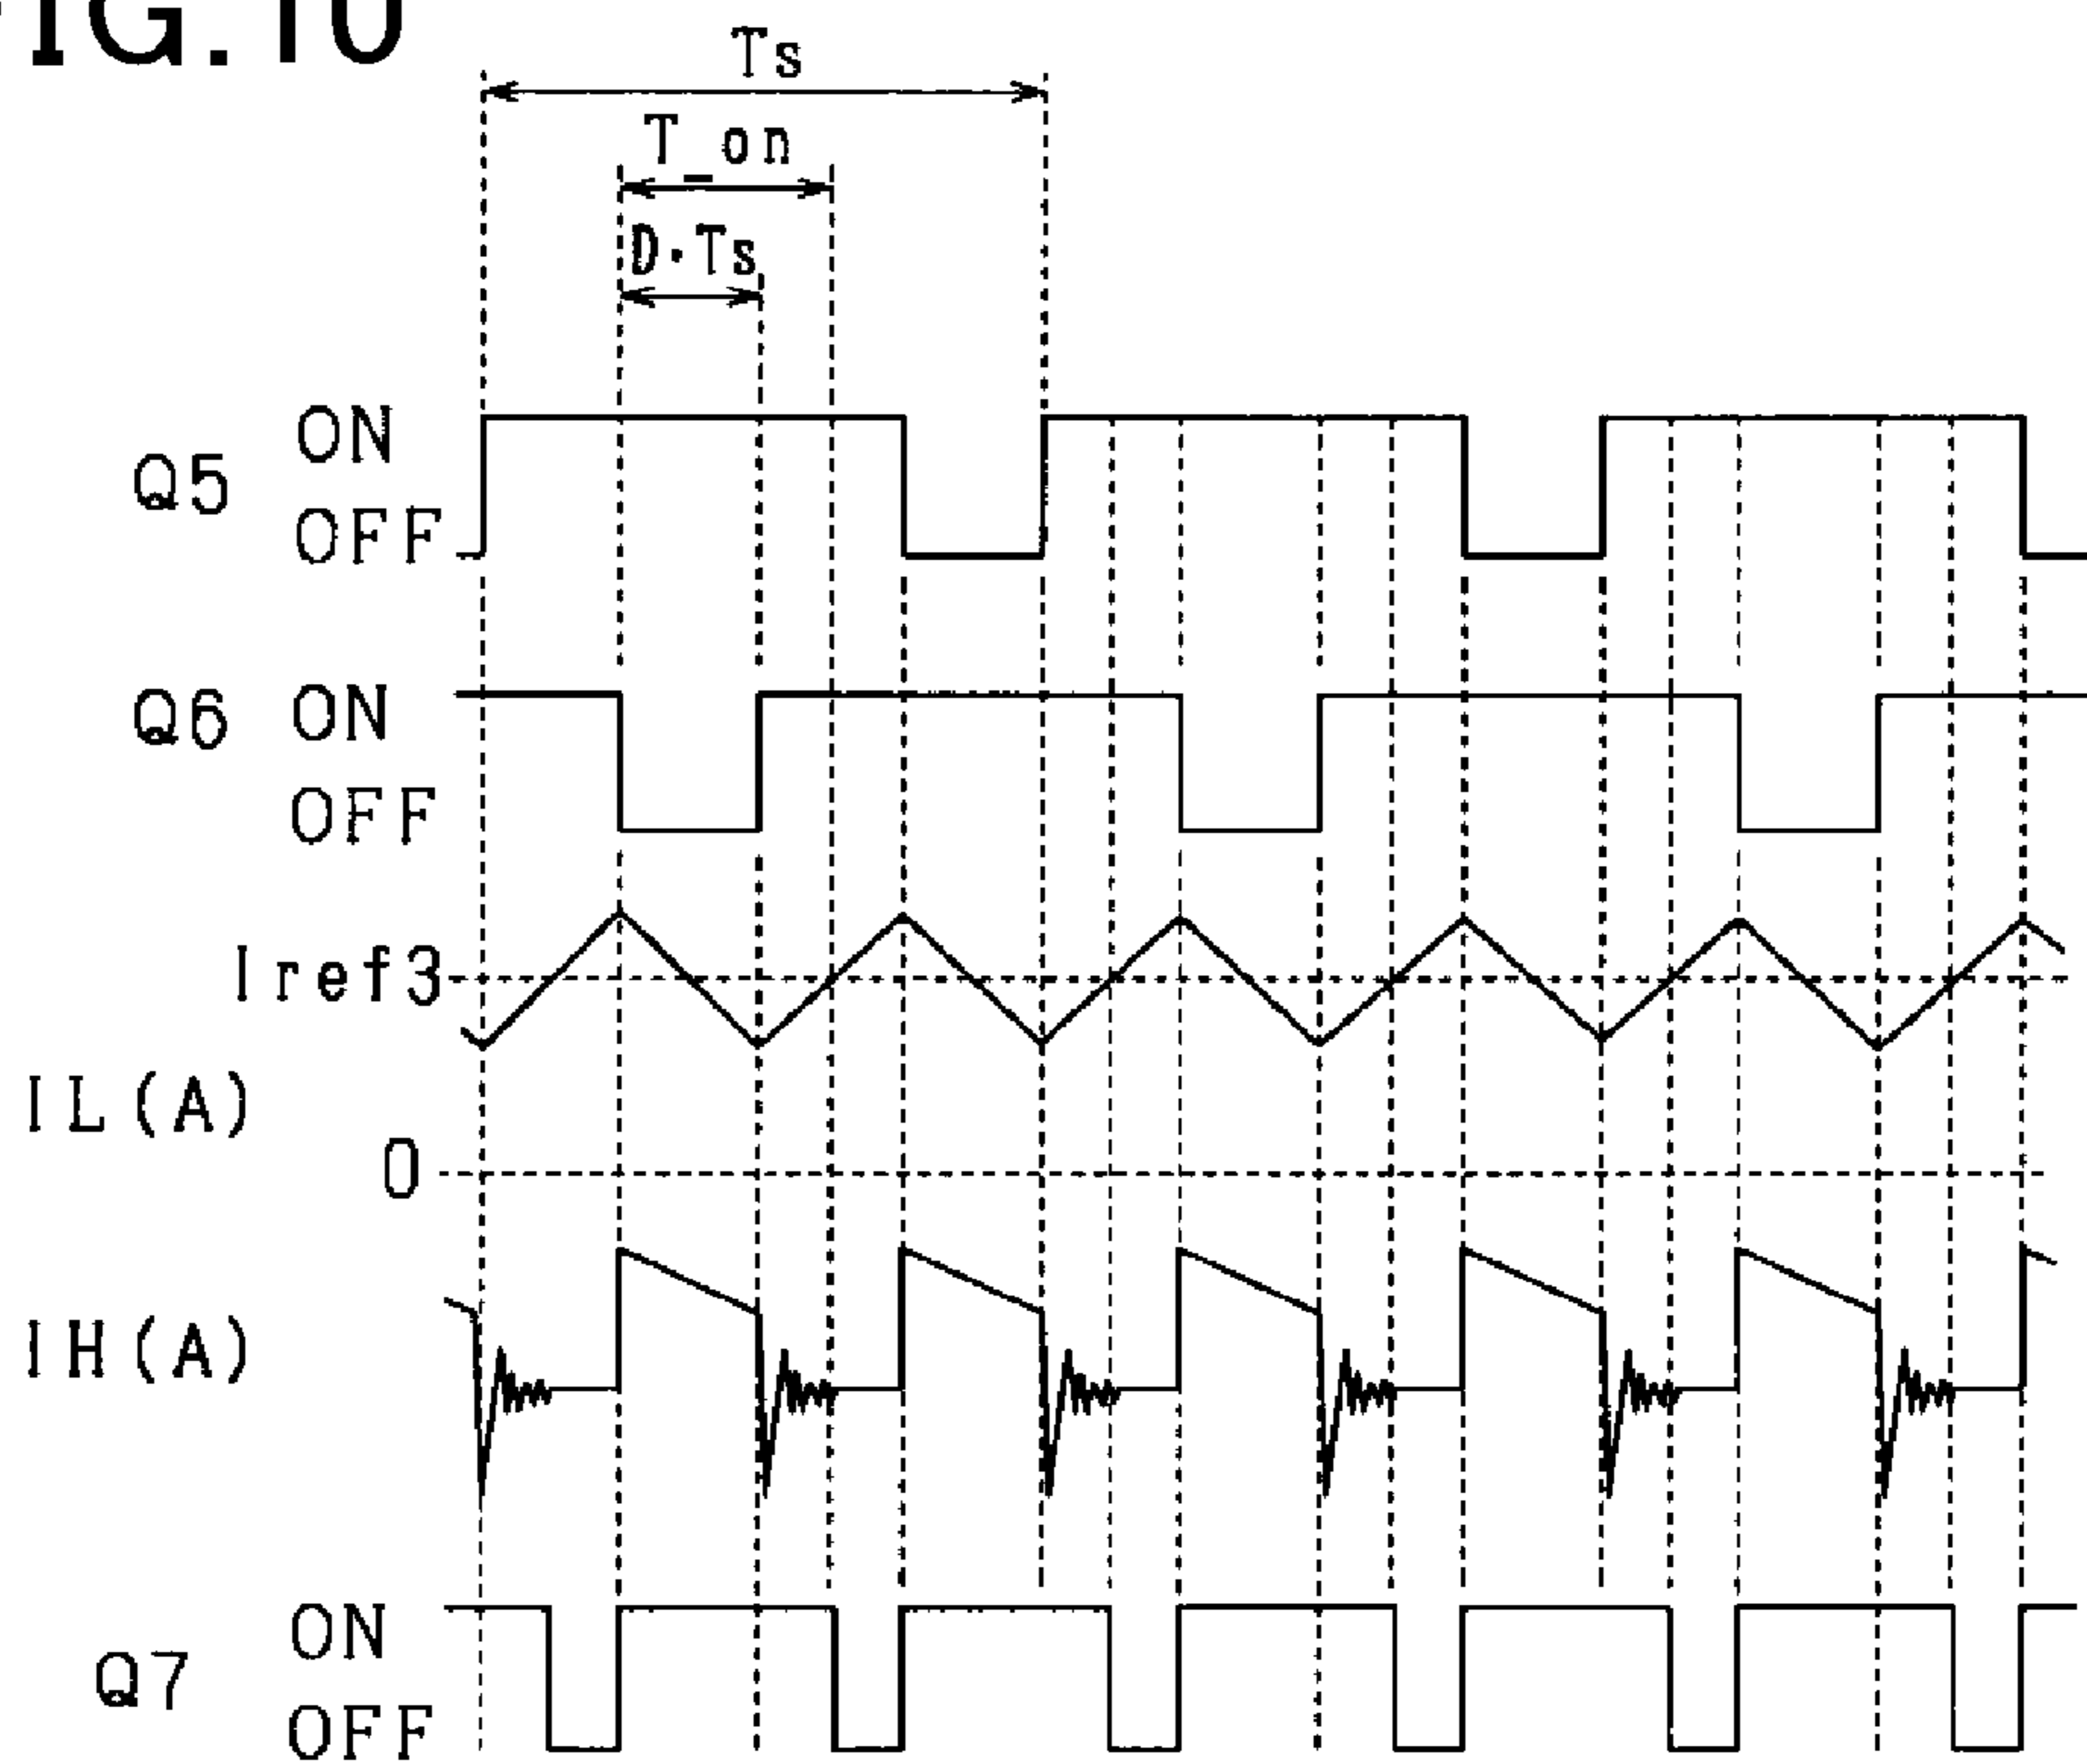 FIG.10
Ts
T_on
D·Ts
Q5
ON
OFF
Q6
ON
OFF
Iref3
IL(A)
0
IH(A)
Q7
ON
OFF